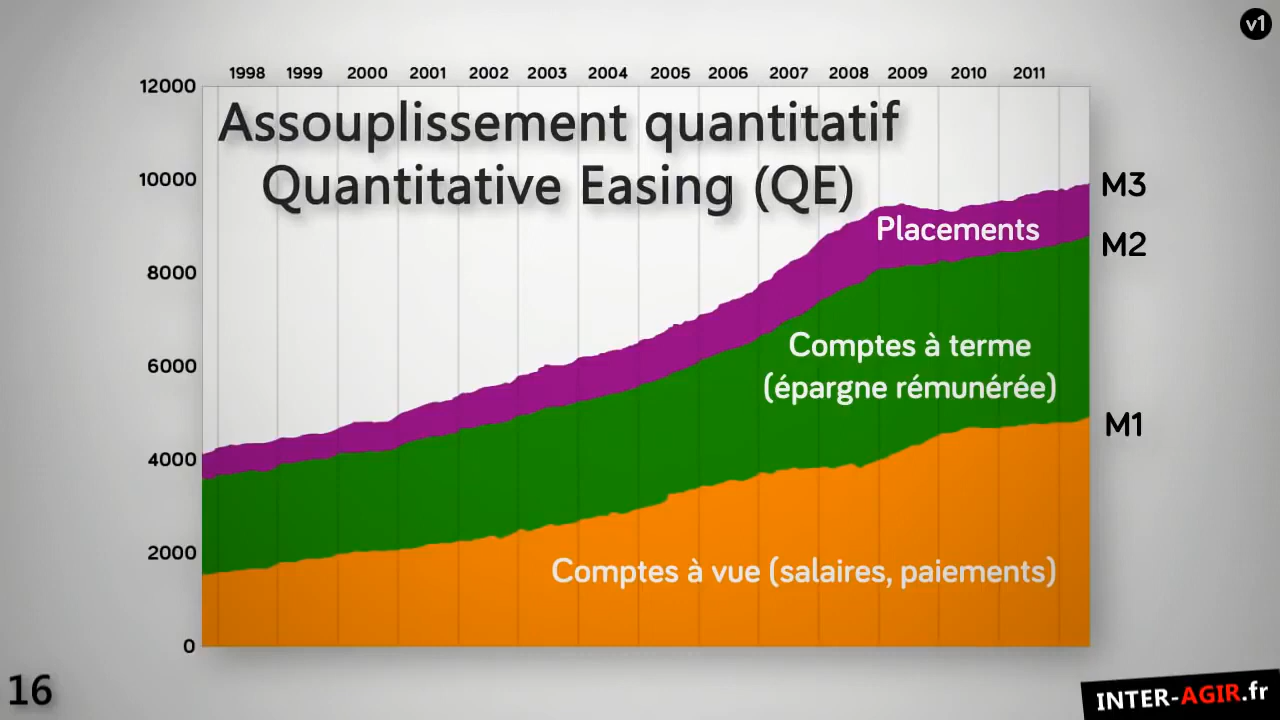 v1
1998 1999 2000 2001 2002 2003 2004 2005 2006 2007 2008 2009 2010 2011
12000
Assouplissement quantitatif
10000
Quantitative Easing (QE)
M3
Placements
M2
8000
Comptes à terme
6000
(épargne rémunérée)
M1
4000
2000
Comptes à vue (salaires, paiements)
0
16
INTER-AGIR.fr